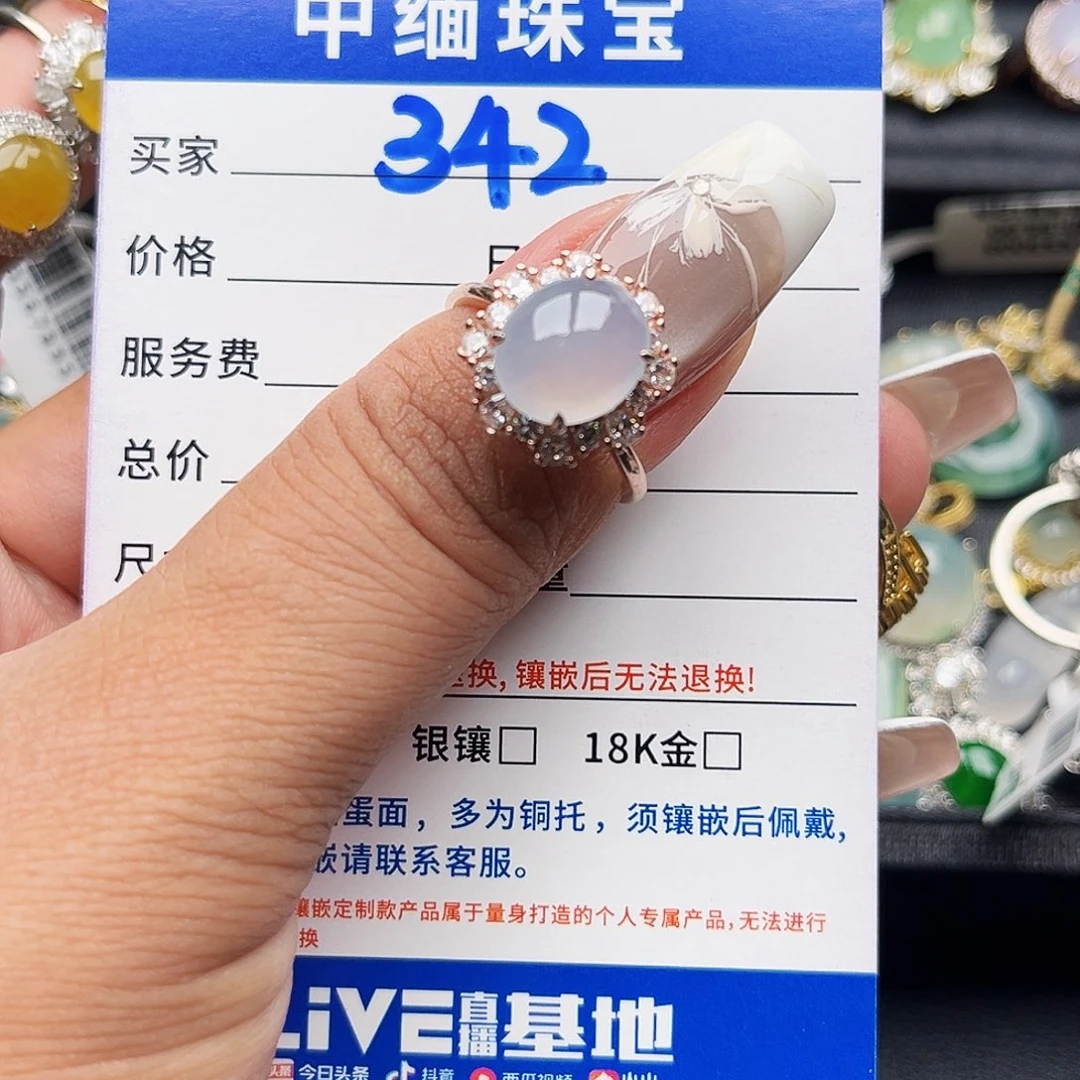 中缅珠宝
买家 342
价格
服务费
总价
尺
换, 镶嵌后无法退换!
银镶□ 18K金□
蛋面，多为铜托，须镶嵌后佩戴，
嵌请联系客服。
镶嵌定制款产品属于量身打造的个人专属产品,无法进行
换
LiVE直播基地
头条 今日头条 抖音 西瓜视频